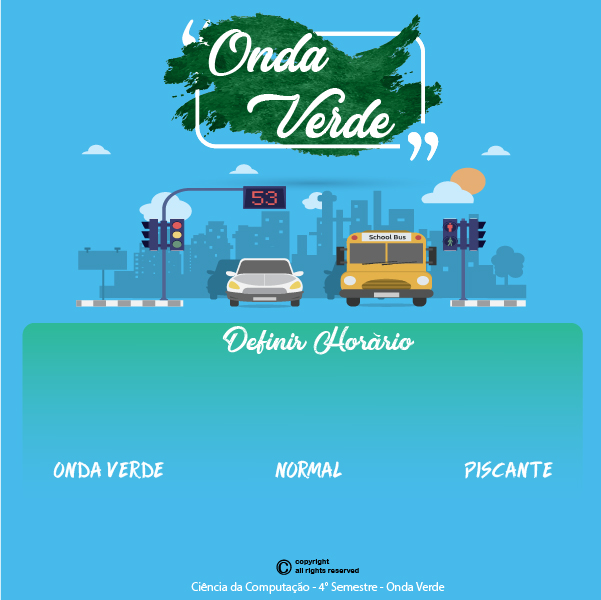 Onda
Verde
53
School Bus
Definir Horàrio
ONDA VERDE
NORMAL
PISCANTE
© copyright
all rights reserved
Ciência da Computação - 4° Semestre - Onda Verde